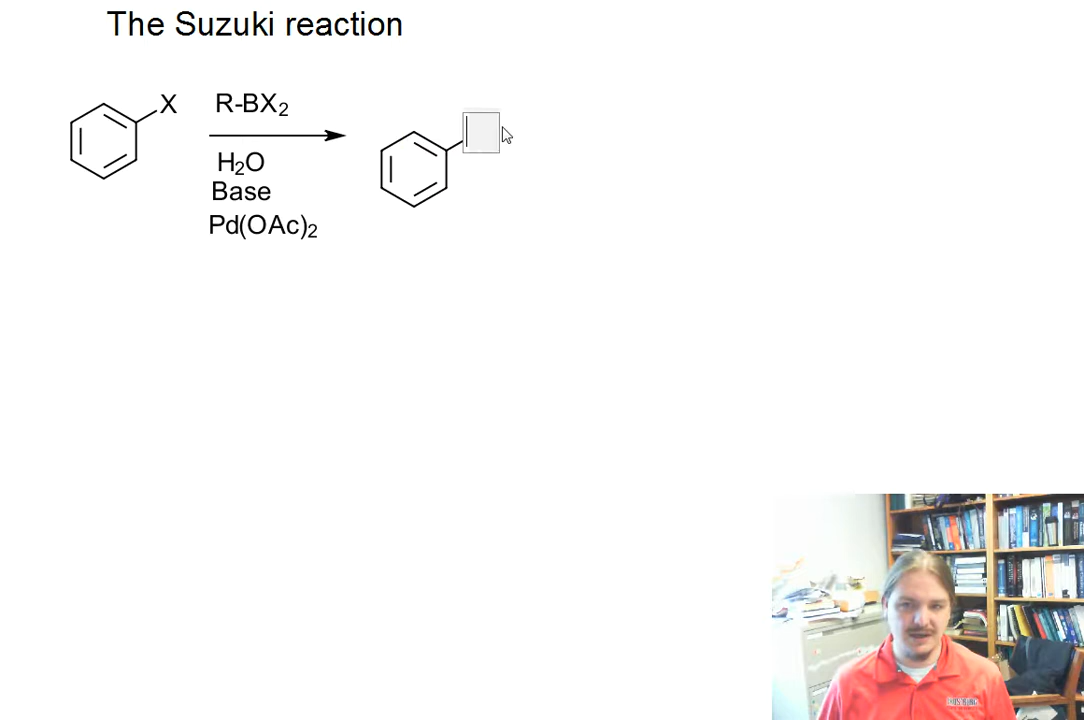 The Suzuki reaction
X
R-BX₂
H₂O
Base
Pd(OAc)₂